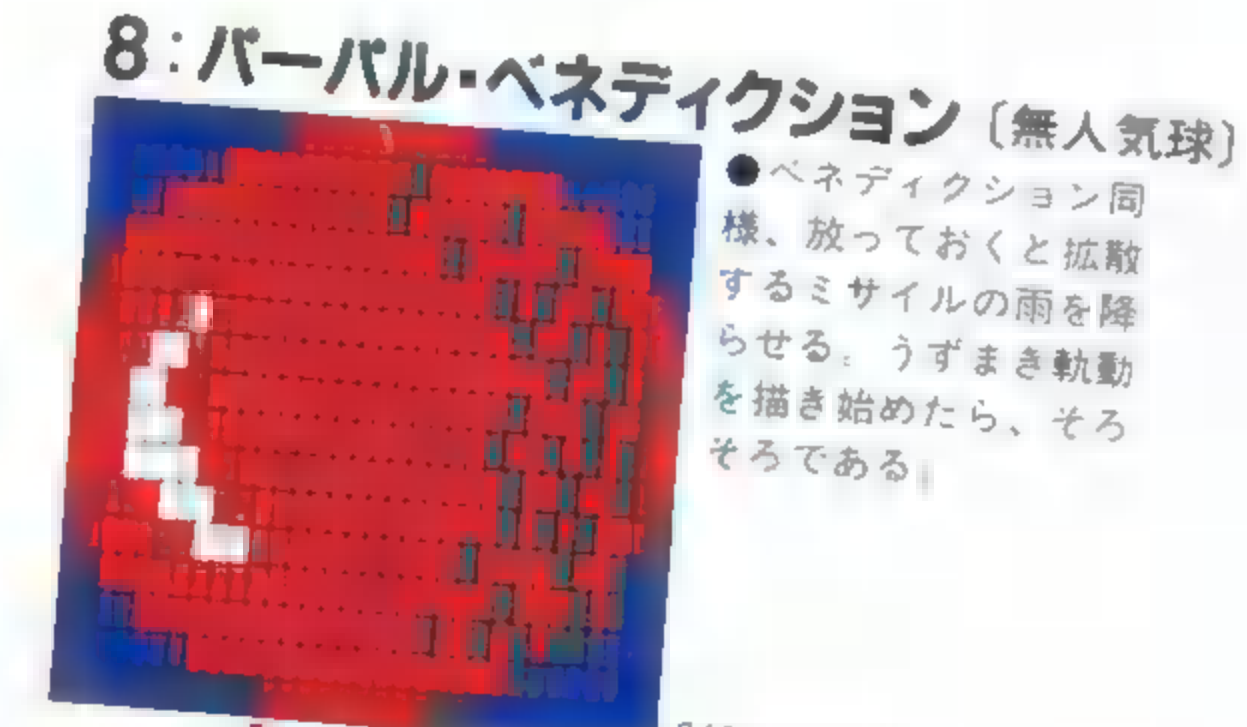 8：バーバル・ベネディクション〔無人気球〕
●ベネディクション同
様、放っておくと拡散
するミサイルの雨を降
らせる。うずまき軌動
を描き始めたら、そろ
そろである。